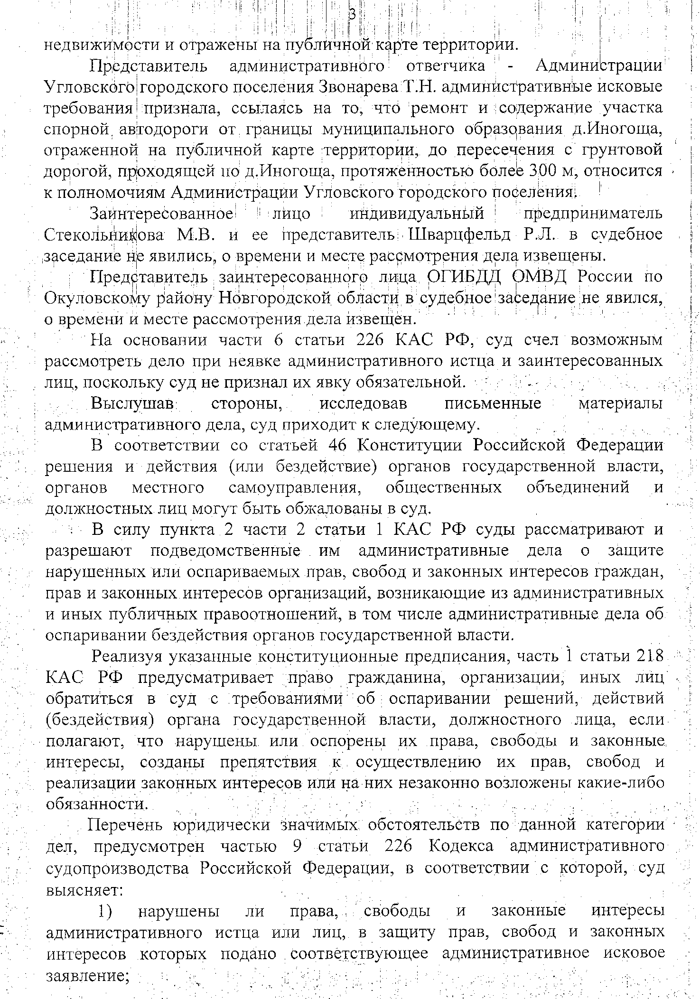 3
недвижимости и отражены на публичной карте территории.
Представитель административного ответчика - Администрации
Угловского городского поселения Звонарева Т.Н. административные исковые
требования признала, ссылаясь на то, что ремонт и содержание участка
спорной автодороги от границы муниципального образования д.Иногоща,
отраженной на публичной карте территории, до пересечения с грунтовой
дорогой, проходящей по д.Иногоща, протяженностью более 300 м, относится
к полномочиям Администрации Угловского городского поселения.
Заинтересованное лицо индивидуальный предприниматель
Стекольникова М.В. и ее представитель Шварцфельд Р.Л. в судебное
заседание не явились, о времени и месте рассмотрения дела извещены.
Представитель заинтересованного лица ОГИБДД ОМВД России по
Окуловскому району Новгородской области в судебное заседание не явился,
о времени и месте рассмотрения дела извещен.
На основании части 6 статьи 226 КАС РФ, суд счел возможным
рассмотреть дело при неявке административного истца и заинтересованных
лиц, поскольку суд не признал их явку обязательной.
Выслушав стороны, исследовав письменные материалы
административного дела, суд приходит к следующему.
В соответствии со статьей 46 Конституции Российской Федерации
решения и действия (или бездействие) органов государственной власти,
органов местного самоуправления, общественных объединений и
должностных лиц могут быть обжалованы в суд.
В силу пункта 2 части 2 статьи 1 КАС РФ суды рассматривают и
разрешают подведомственные им административные дела о защите
нарушенных или оспариваемых прав, свобод и законных интересов граждан,
прав и законных интересов организаций, возникающие из административных
и иных публичных правоотношений, в том числе административные дела об
оспаривании бездействия органов государственной власти.
Реализуя указанные конституционные предписания, часть 1 статьи 218
КАС РФ предусматривает право гражданина, организации, иных лиц
обратиться в суд с требованиями об оспаривании решений, действий
(бездействия) органа государственной власти, должностного лица, если
полагают, что нарушены или оспорены их права, свободы и законные
интересы, созданы препятствия к осуществлению их прав, свобод и
реализации законных интересов или на них незаконно возложены какие-либо
обязанности.
Перечень юридически значимых обстоятельств по данной категории
дел, предусмотрен частью 9 статьи 226 Кодекса административного
судопроизводства Российской Федерации, в соответствии с которой, суд
выясняет:
1) нарушены ли права, свободы и законные интересы
административного истца или лиц, в защиту прав, свобод и законных
интересов которых подано соответствующее административное исковое
заявление;